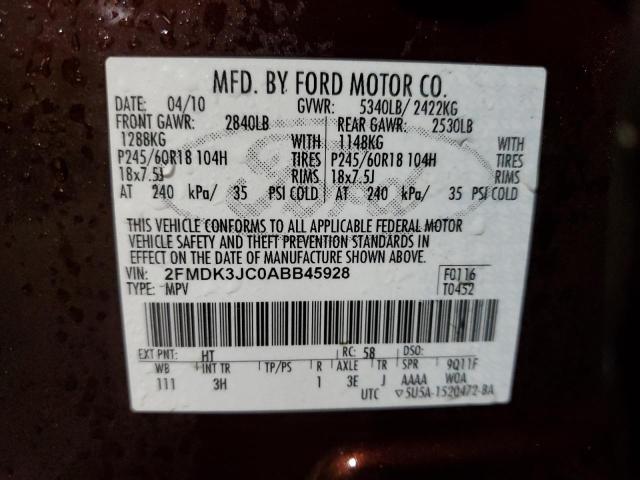 MFD. BY FORD MOTOR CO.
DATE: 04/10 GVWR: 5340LB/ 2422KG
FRONT GAWR: 2840LB REAR GAWR: 2530LB
1288KG WITH 1148KG WITH
P245/60R18 104H TIRES P245/60R18 104H TIRES
18x7.5J RIMS 18x7.5J RIMS
AT 240 kPa/ 35 PSI COLD AT 240 kPa/ 35 PSI COLD
THIS VEHICLE CONFORMS TO ALL APPLICABLE FEDERAL MOTOR
VEHICLE SAFETY AND THEFT PREVENTION STANDARDS IN
EFFECT ON THE DATE OF MANUFACTURE SHOWN ABOVE.
VIN: 2FMDK3JC0ABB45928 F0116
TYPE: MPV T0452
EXT PNT: HT RC: 58 DSO:
WB INT TR TP/PS R AXLE TR SPR 9Q11F
111 3H 1 3E J AAAA W0A
UTC ▽5U5A-1520472-BA